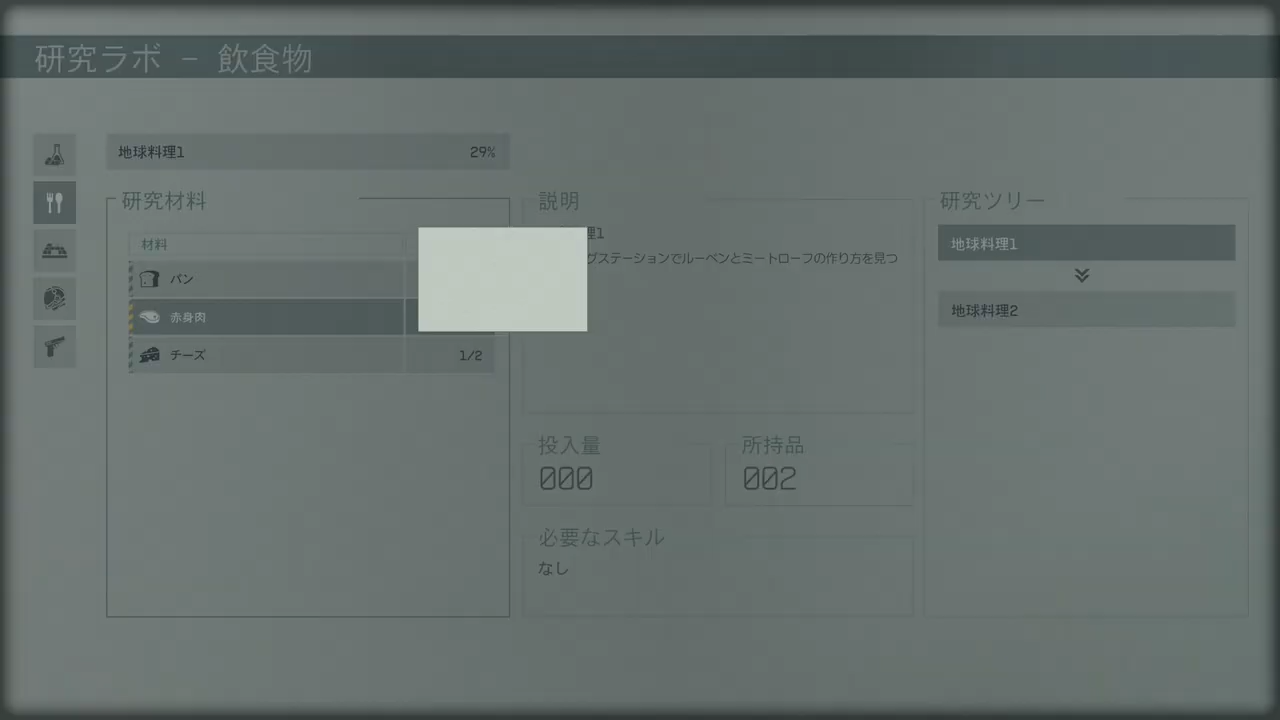 研究ラボ - 飲食物
地球料理1 29%
研究材料
材料
パン
赤身肉
チーズ 1/2
説明
理1
グステーションでルーベンとミートローフの作り方を見つ
投入量
000
所持品
002
必要なスキル
なし
研究ツリー
地球料理1
地球料理2